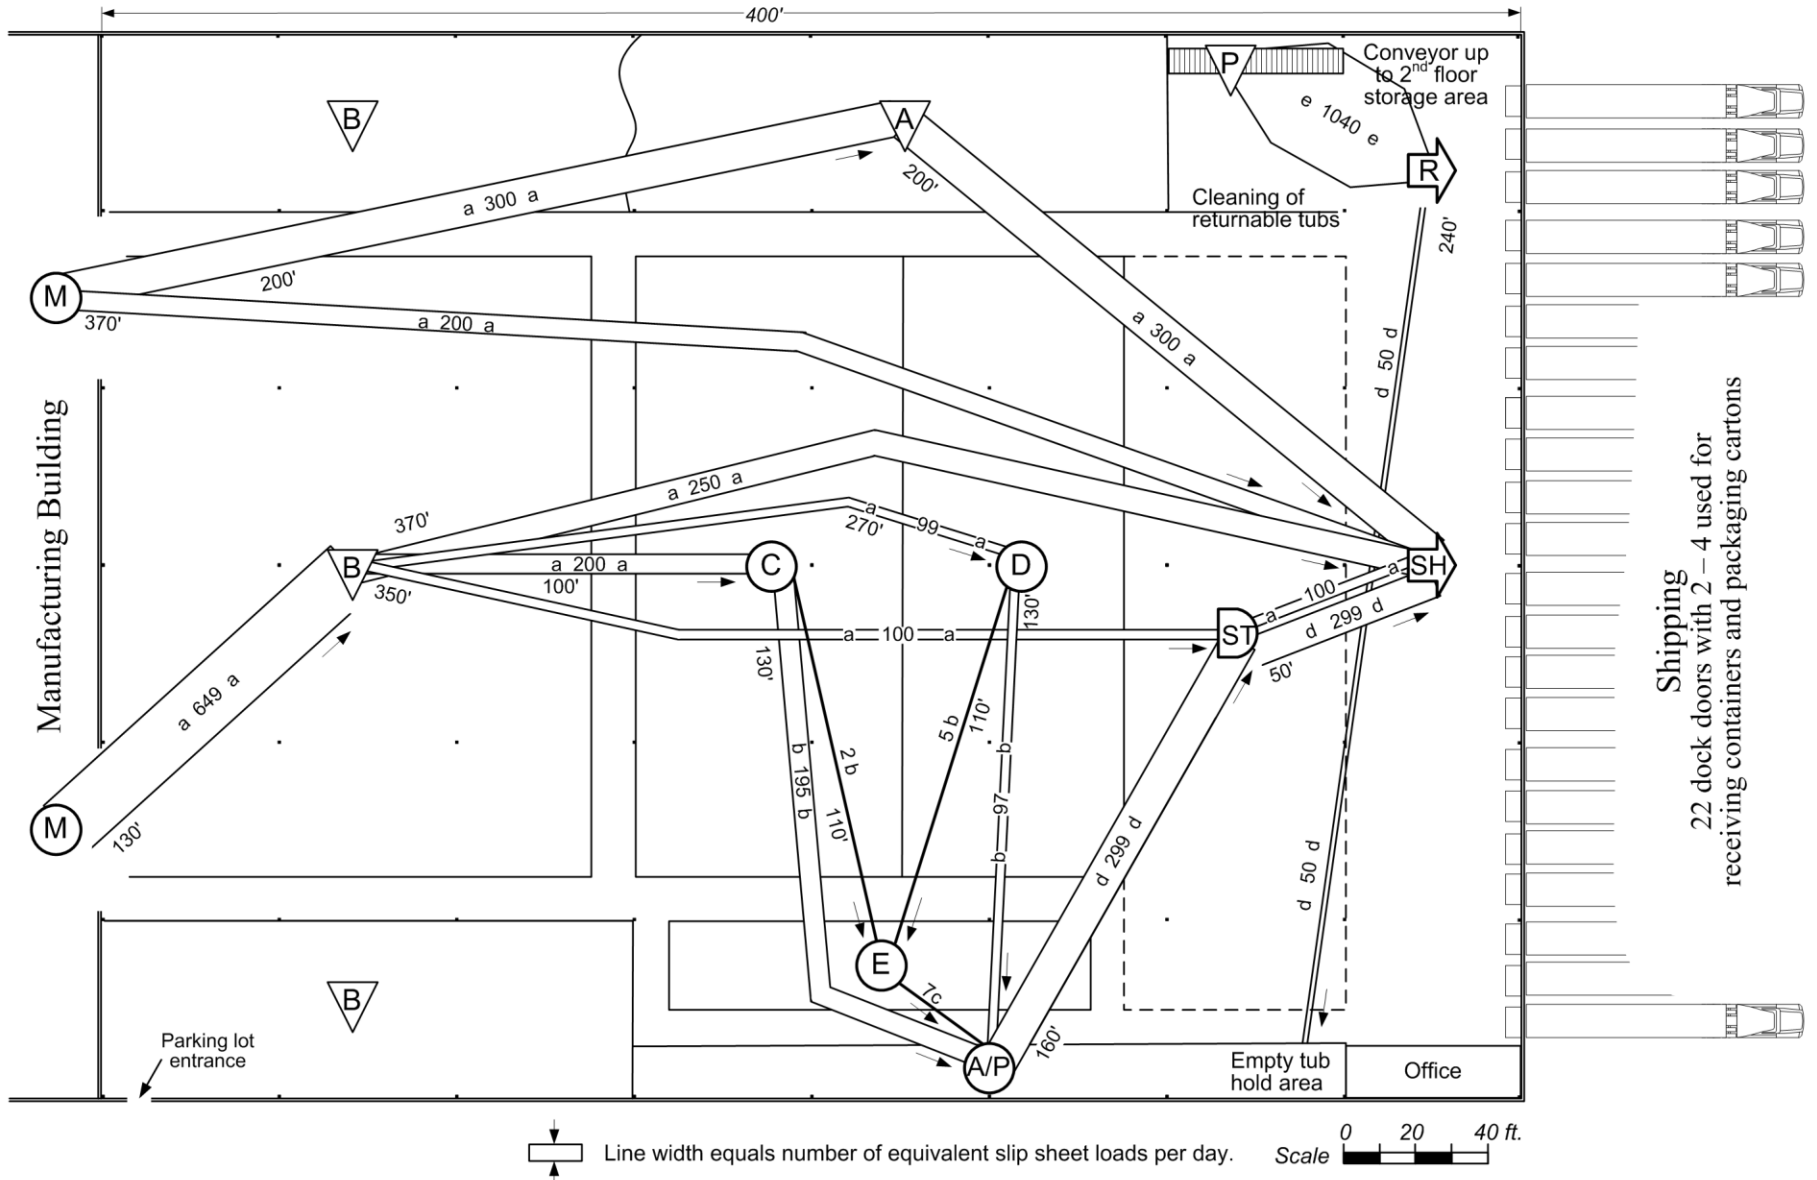 400'
Conveyor up
to 2nd floor
storage area
P
B
A
e 1040 e
R
200'
a 300 a
Cleaning of
returnable tubs
240'
200'
M
370'
a 200 a
a 300 a
d 50 d
Manufacturing Building
Shipping
22 dock doors with 2 – 4 used for
receiving containers and packaging cartons
a 250 a
370'
a 99 a
270'
B
a 200 a
100'
C
D
SH
350'
a 100 a
130'
a 100 a
ST
d 299 d
50'
130'
a 649 a
5 b
110'
b 195 b
2 b
110'
b 97 b
M
130'
d 299 d
d 50 d
E
7c
B
160'
Parking lot
entrance
A/P
Empty tub
hold area
Office
Line width equals number of equivalent slip sheet loads per day.
Scale
0 20 40 ft.